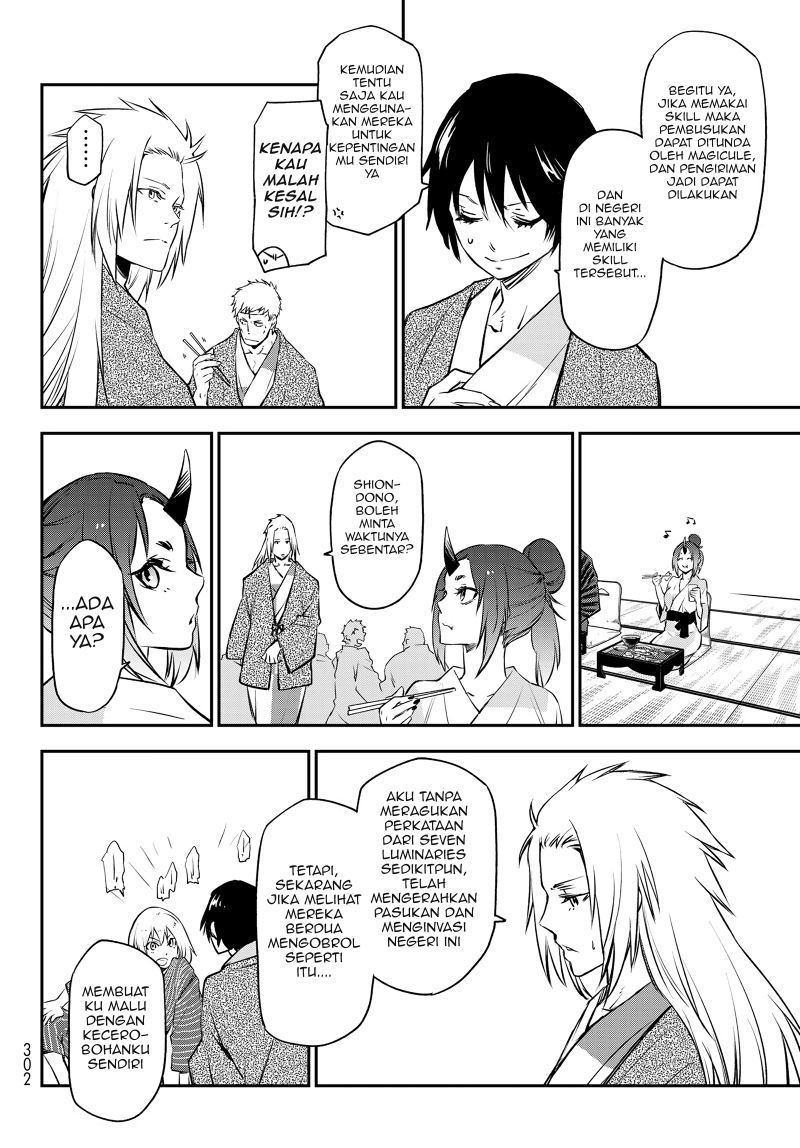 BEGITU YA,
JIKA MEMAKAI
SKILL MAKA
PEMBUSUKAN
DAPAT DITUNDA
OLEH MAGICULE,
DAN PENGIRIMAN
JADI DAPAT
DILAKUKAN
DAN
DI NEGERI
INI BANYAK
YANG
MEMILIKI
SKILL
TERSEBUT...
KEMUDIAN
TENTU
SAJA KAU
MENGGUNA-
KAN MEREKA
UNTUK
KEPENTINGAN
MU SENDIRI
YA
KENAPA
KAU
MALAH
KESAL
SIH!?
......
SHION-
DONO,
BOLEH
MINTA
WAKTUNYA
SEBENTAR?
...ADA
APA
YA?
AKU TANPA
MERAGUKAN
PERKATAAN
DARI SEVEN
LUMINARIES
SEDIKITPUN,
TELAH
MENGERAHKAN
PASUKAN DAN
MENGINVASI
NEGERI INI
TETAPI,
SEKARANG
JIKA MELIHAT
MEREKA
BERDUA
MENGOBROL
SEPERTI
ITU....
MEMBUAT
KU MALU
DENGAN
KECERO-
BOHANKU
SENDIRI
302